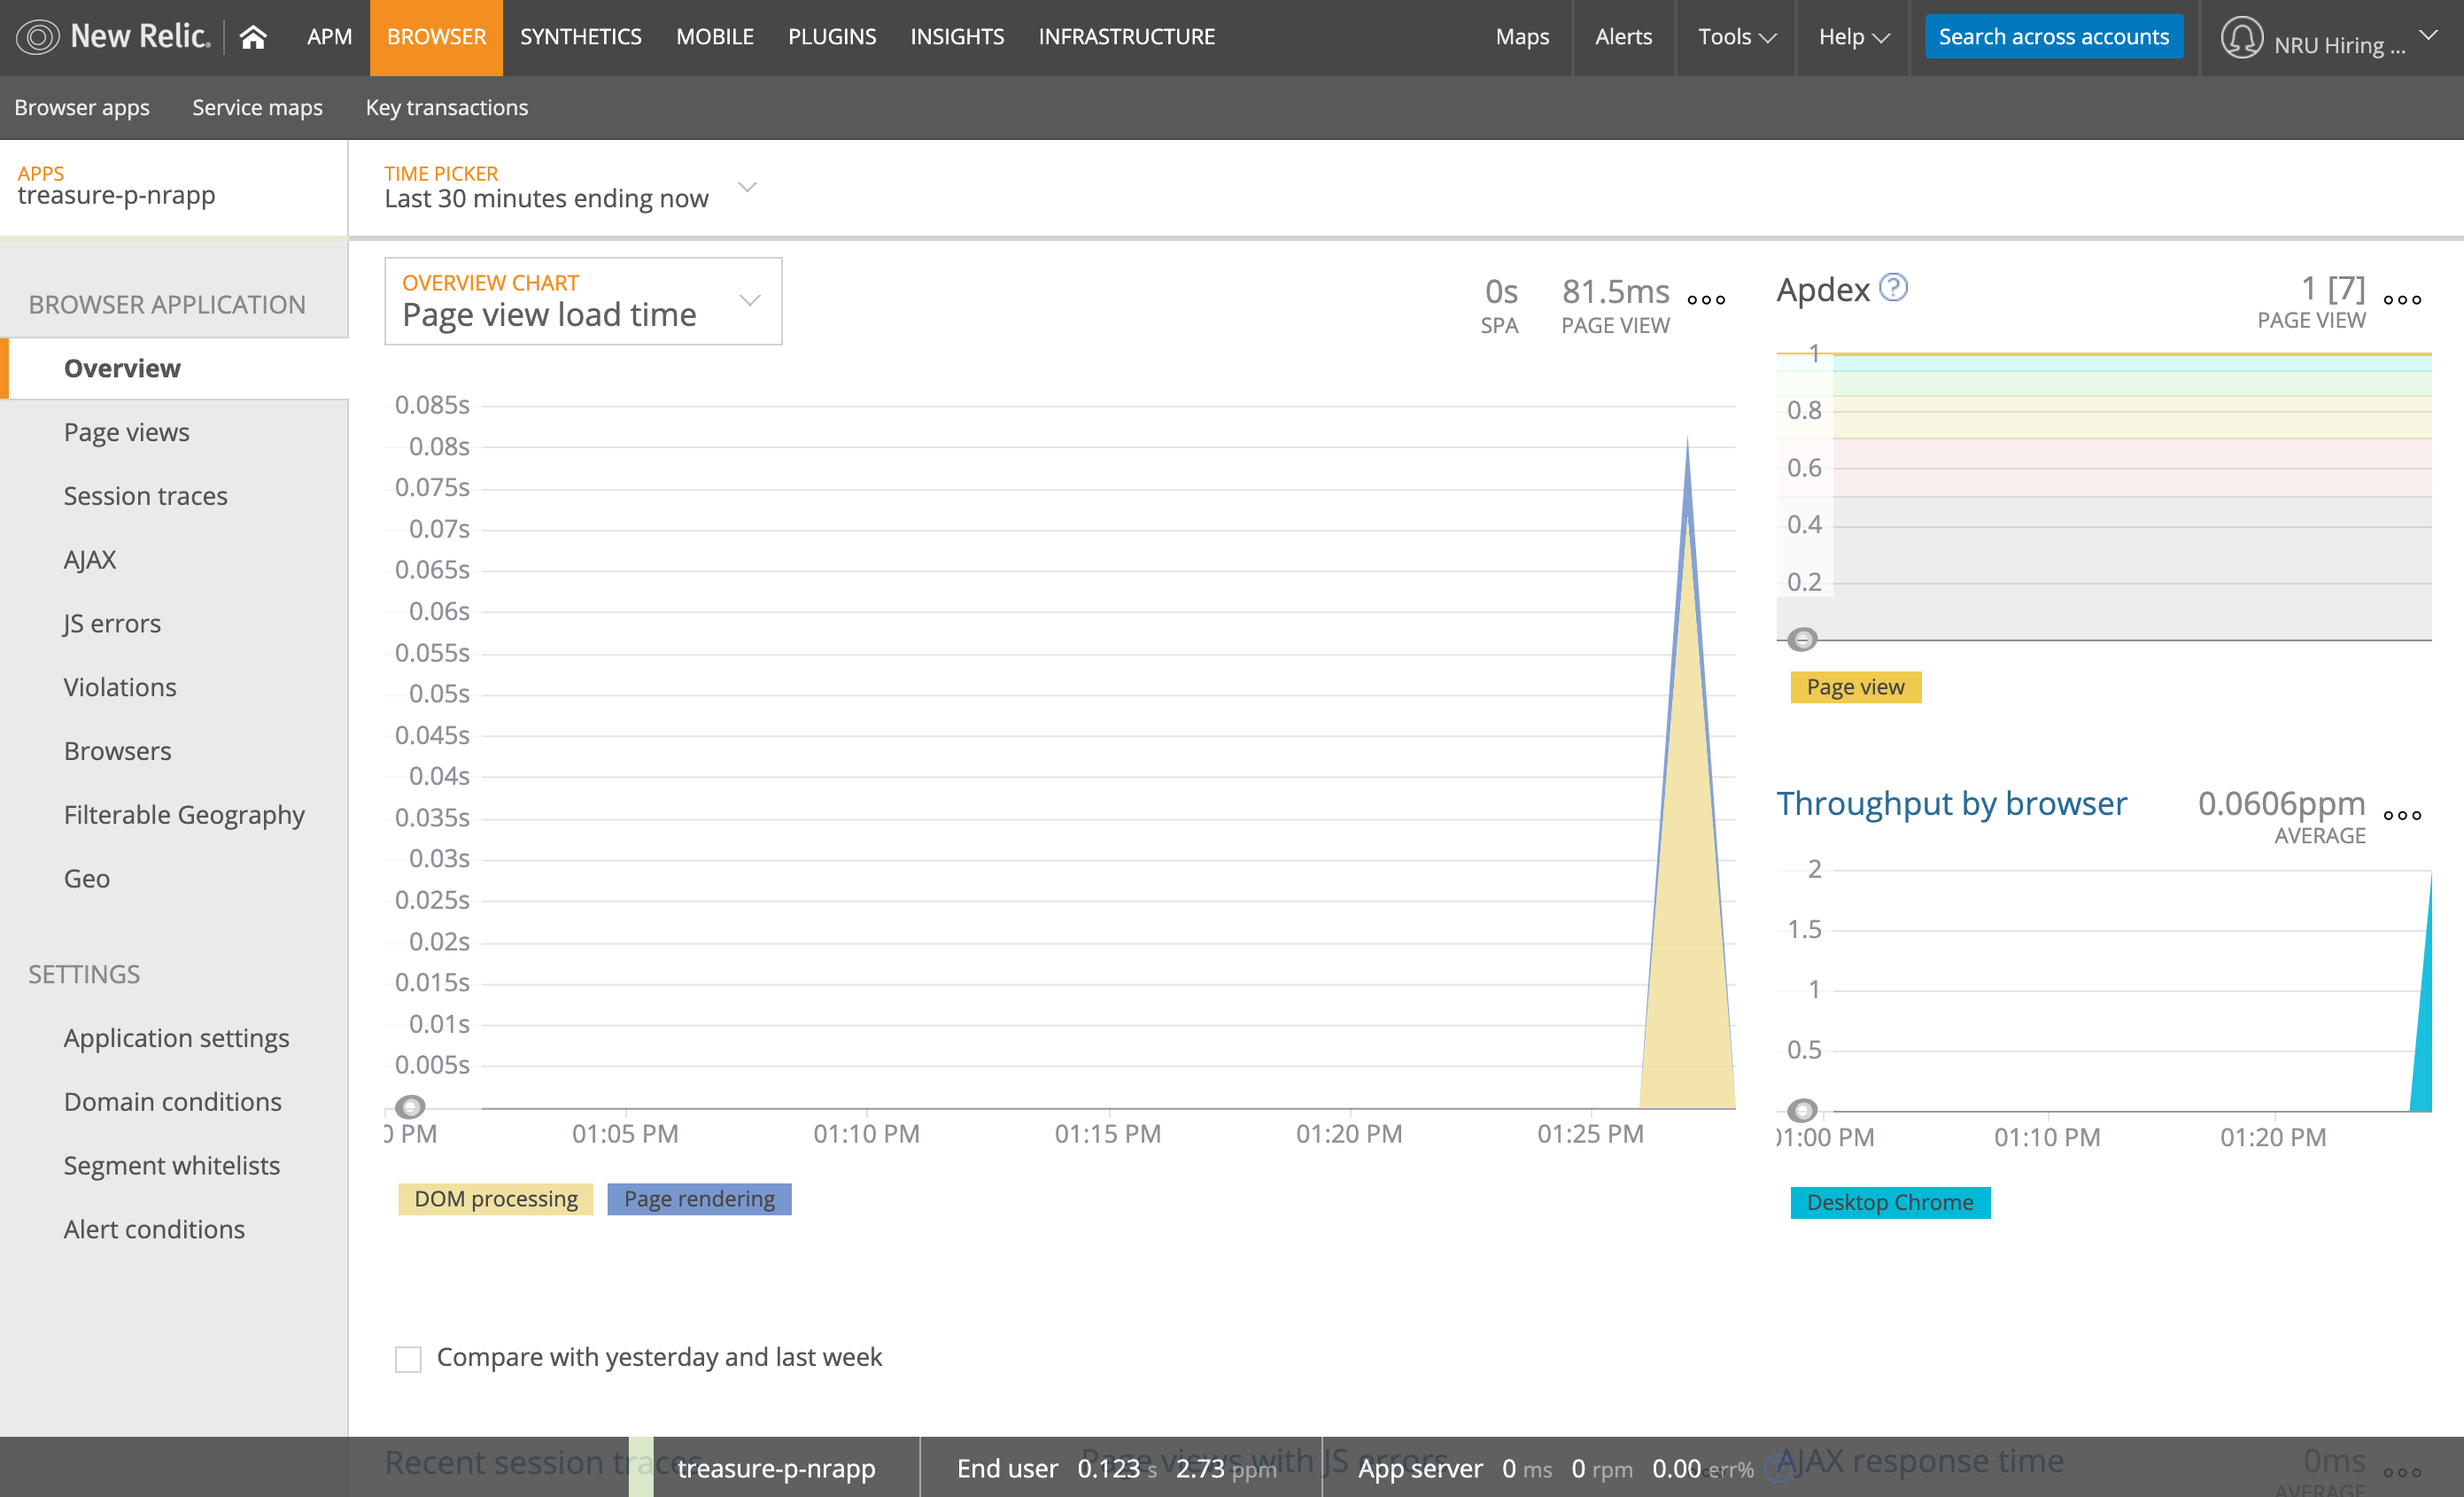 New Relic. APM BROWSER SYNTHETICS MOBILE PLUGINS INSIGHTS INFRASTRUCTURE Maps Alerts Tools Help Search across accounts NRU Hiring ...
Browser apps Service maps Key transactions
APPS
treasure-p-nrapp
TIME PICKER
Last 30 minutes ending now
BROWSER APPLICATION
Overview
Page views
Session traces
AJAX
JS errors
Violations
Browsers
Filterable Geography
Geo
SETTINGS
Application settings
Domain conditions
Segment whitelists
Alert conditions
OVERVIEW CHART
Page view load time
0s
SPA
81.5ms
PAGE VIEW
0.085s
0.08s
0.075s
0.07s
0.065s
0.06s
0.055s
0.05s
0.045s
0.04s
0.035s
0.03s
0.025s
0.02s
0.015s
0.01s
0.005s
0 PM 01:05 PM 01:10 PM 01:15 PM 01:20 PM 01:25 PM
DOM processing Page rendering
Compare with yesterday and last week
Apdex ?
1 [7]
PAGE VIEW
1
0.8
0.6
0.4
0.2
Page view
Throughput by browser
0.0606ppm
AVERAGE
2
1.5
1
0.5
01:00 PM 01:10 PM 01:20 PM
Desktop Chrome
Recent session traces Page views with JS errors AJAX response time 0ms
AVERAGE
treasure-p-nrapp End user 0.123 s 2.73 ppm App server 0 ms 0 rpm 0.00 err% ?